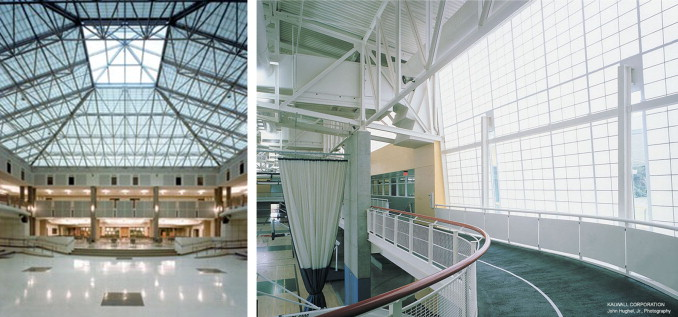 KALWALL CORPORATION
John Hughel, Jr., Photography